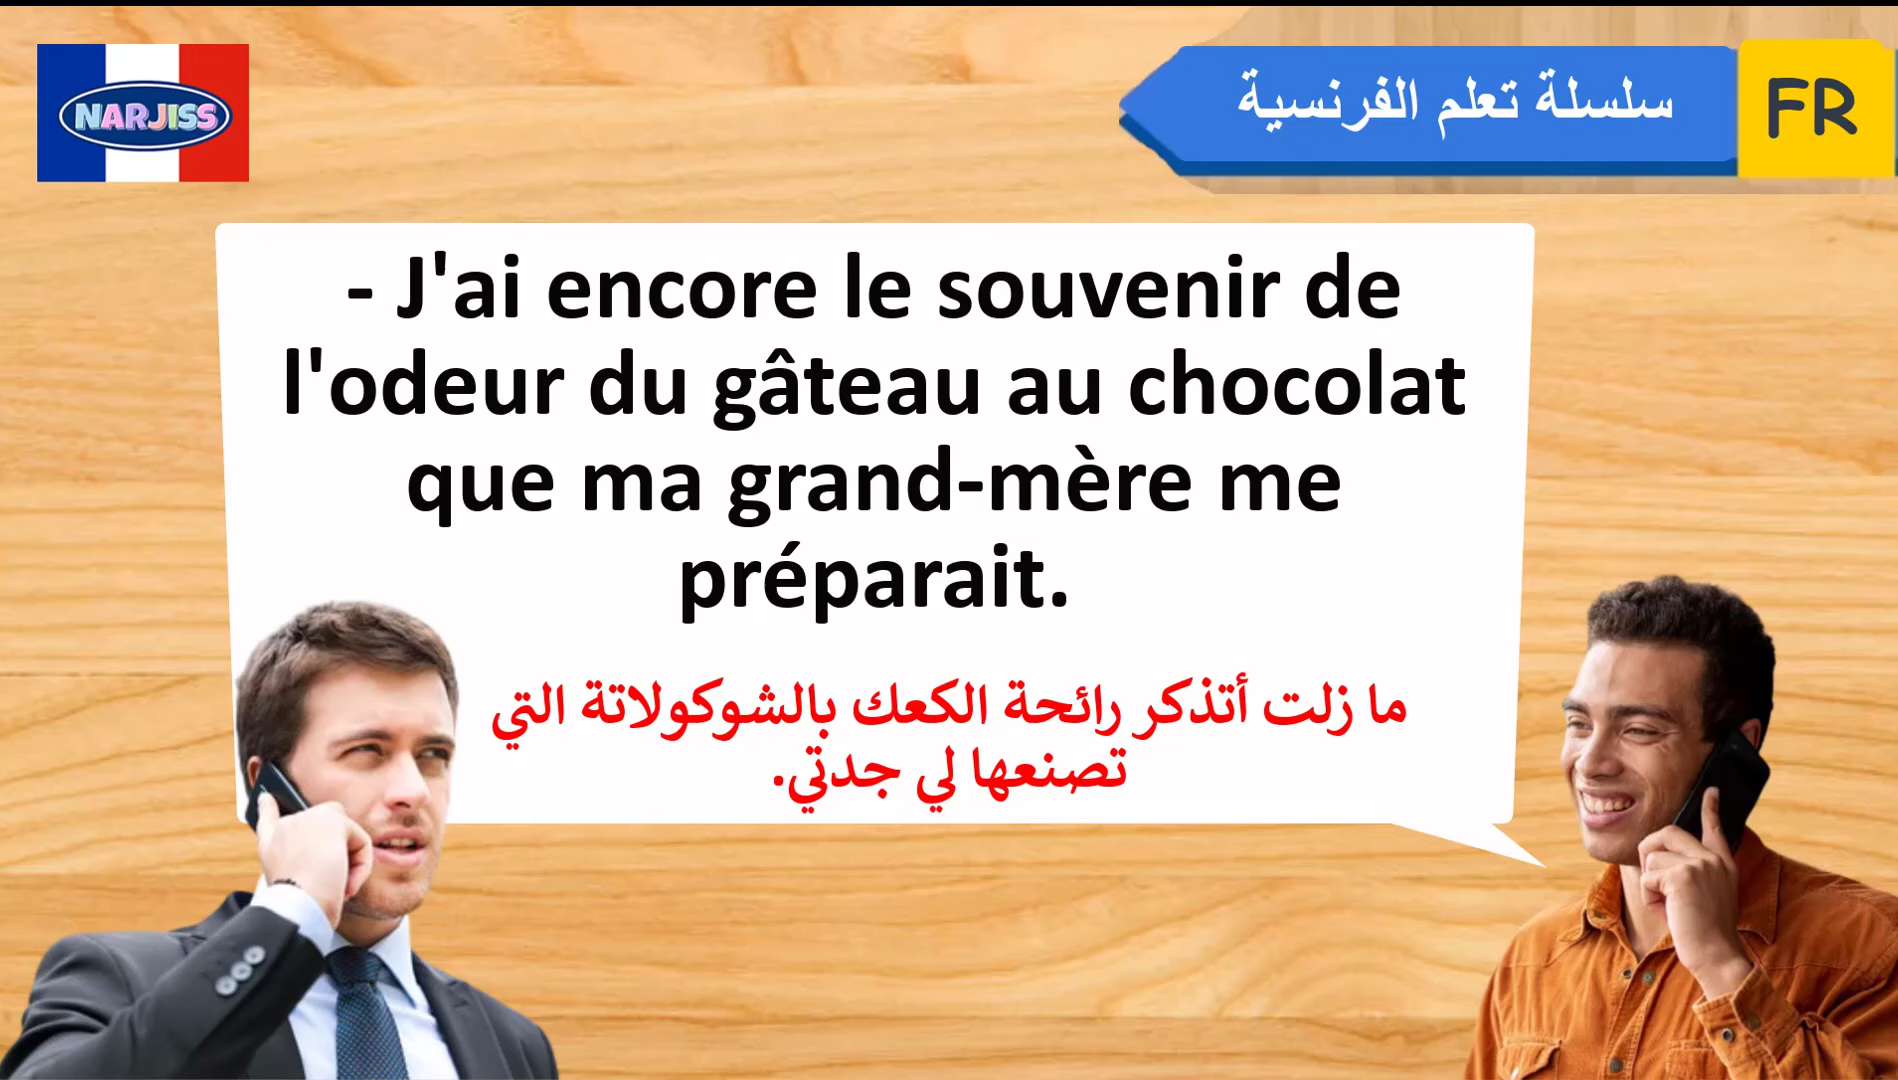 NARJISS
سلسلة تعلم الفرنسية
FR
- J'ai encore le souvenir de
l'odeur du gâteau au chocolat
que ma grand-mère me
préparait.
ما زلت أتذكر رائحة الكعك بالشوكولاتة التي
تصنعها لي جدتي.